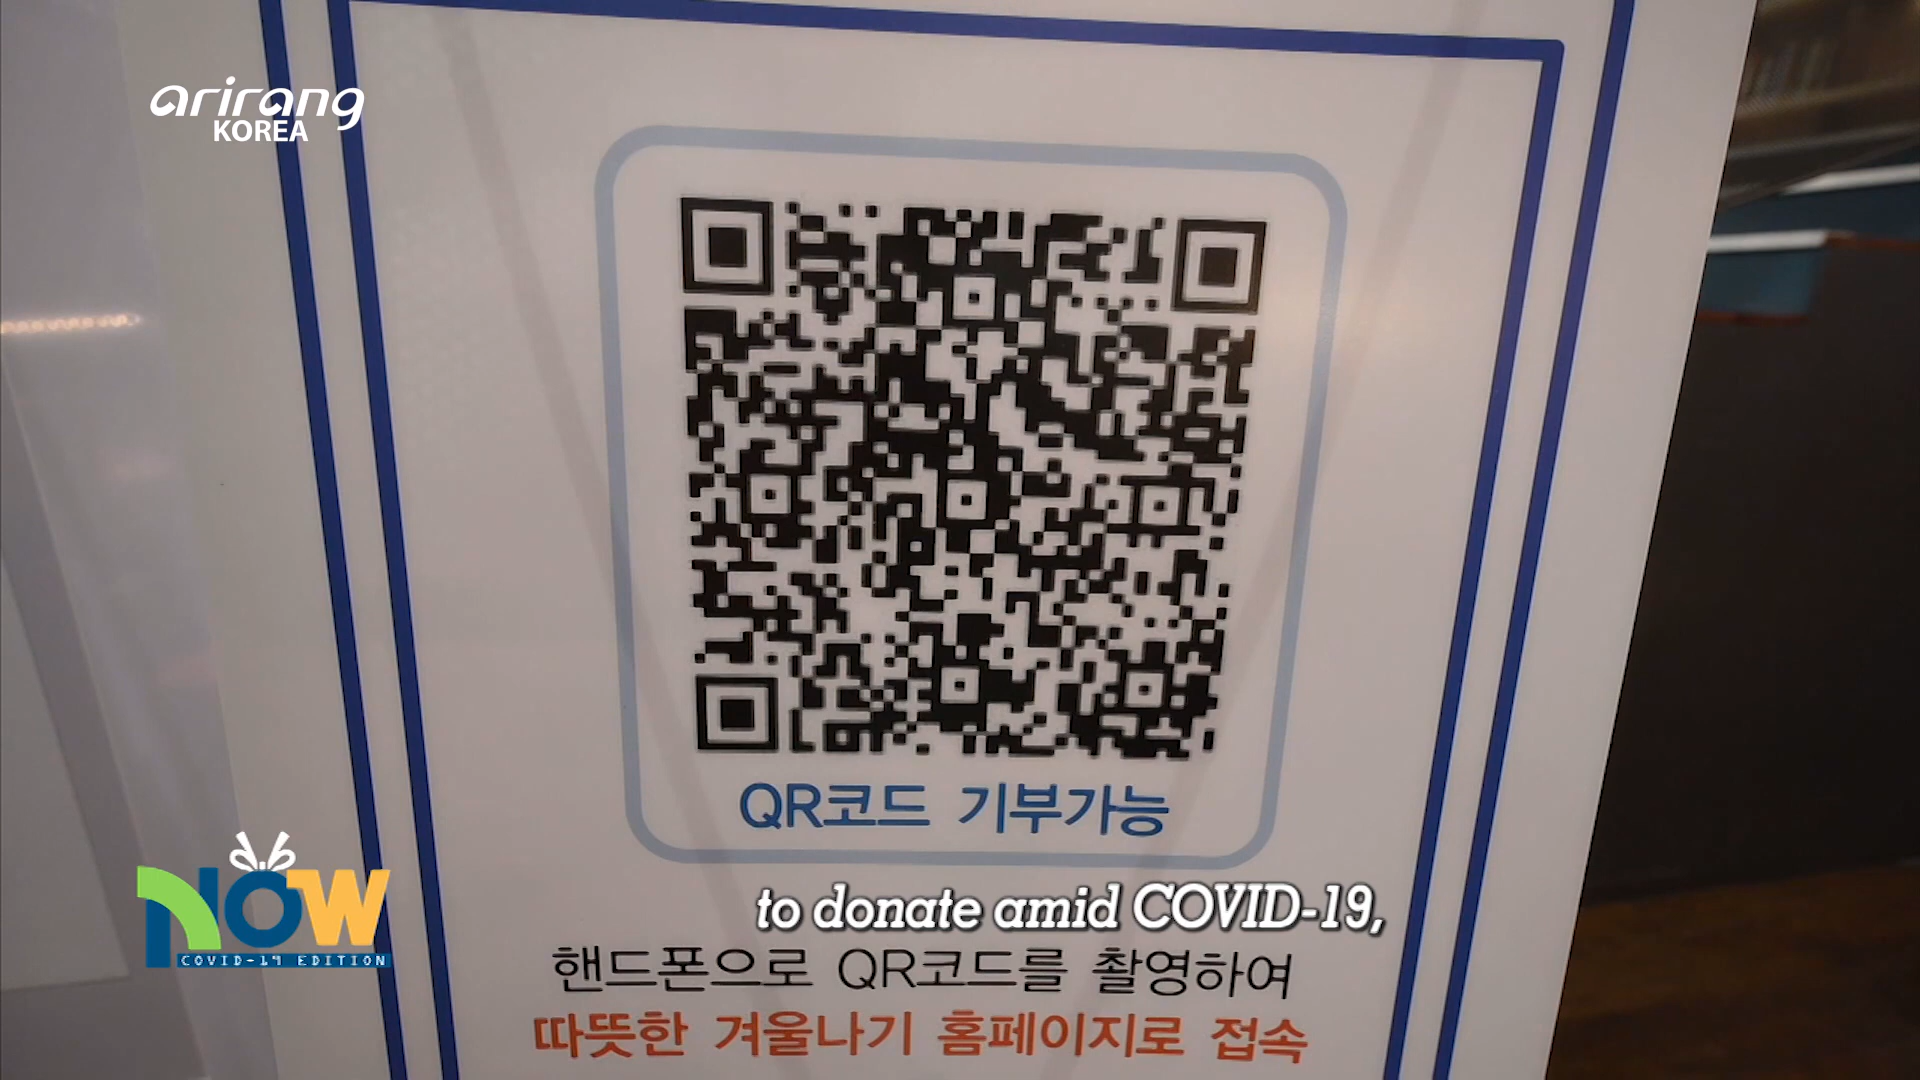 arirang
KOREA
QR코드 기부가능
to donate amid COVID-19,
NOW
COVID-19 EDITION
핸드폰으로 QR코드를 촬영하여
따뜻한 겨울나기 홈페이지로 접속